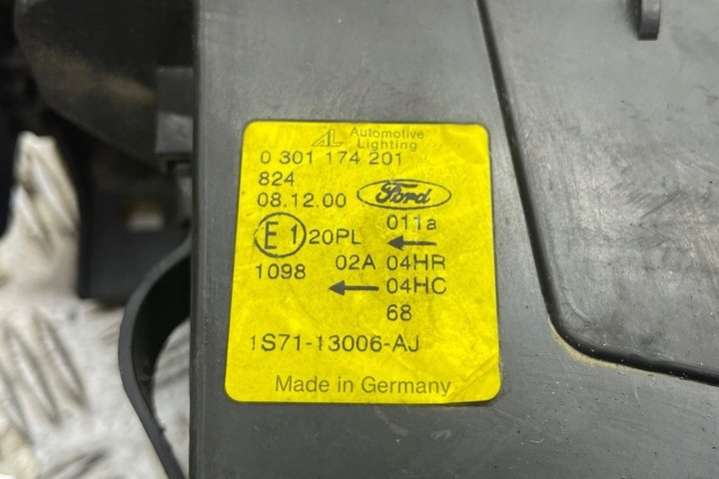 AL Automotive
Lighting
0 301 174 201
824
08.12.00 Ford
011a
E1 20PL
1098 02A 04HR
04HC
68
1S71-13006-AJ
Made in Germany